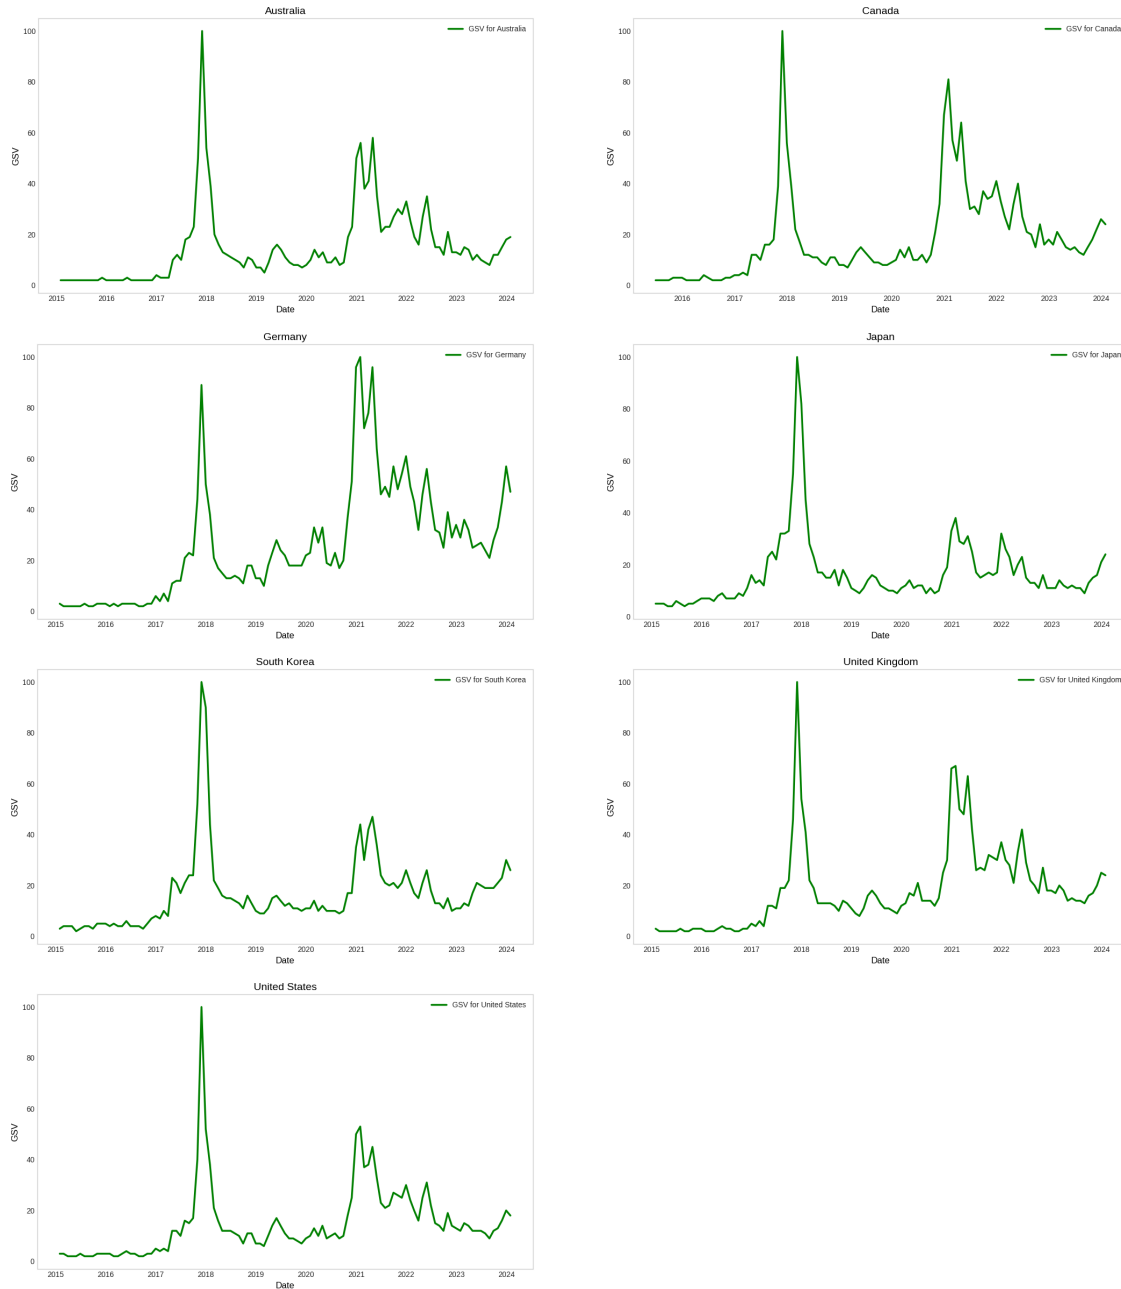 Australia
GSV for Australia
100
80
60
40
20
0
GSV
2015 2016 2017 2018 2019 2020 2021 2022 2023 2024
Date
Canada
GSV for Canada
100
80
60
40
20
0
GSV
2016 2017 2018 2019 2020 2021 2022 2023 2024
Date
Germany
GSV for Germany
100
80
60
40
20
0
GSV
2015 2016 2017 2018 2019 2020 2021 2022 2023 2024
Date
Japan
GSV for Japan
100
80
60
40
20
0
GSV
2015 2016 2017 2018 2019 2020 2021 2022 2023 2024
Date
South Korea
GSV for South Korea
100
80
60
40
20
0
GSV
2015 2016 2017 2018 2019 2020 2021 2022 2023 2024
Date
United Kingdom
GSV for United Kingdom
100
80
60
40
20
0
GSV
2015 2016 2017 2018 2019 2020 2021 2022 2023 2024
Date
United States
GSV for United States
100
80
60
40
20
0
GSV
2015 2016 2017 2018 2019 2020 2021 2022 2023 2024
Date